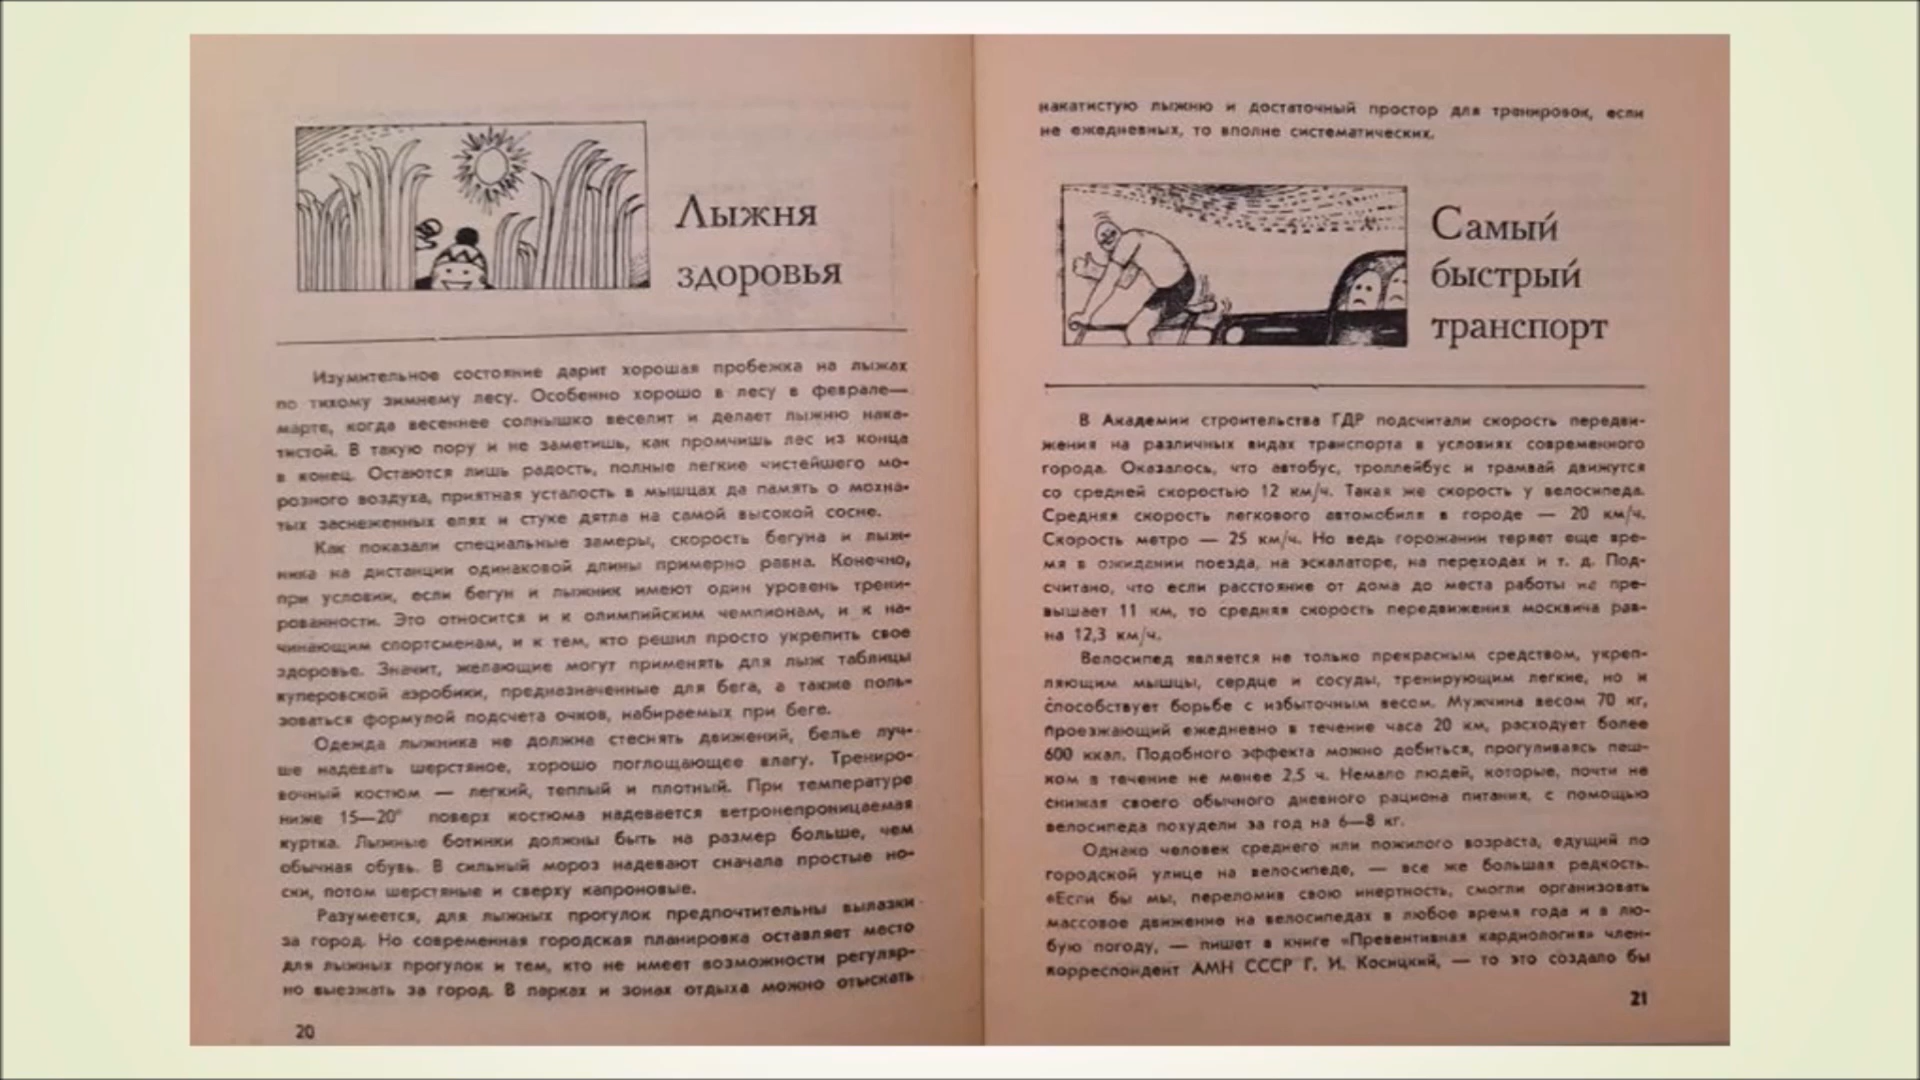 Лыжня
здоровья
Изумительное состояние дарит хорошая пробежка на лыжах
по тихому зимнему лесу. Особенно хорошо в лесу в феврале—
марте, когда весеннее солнышко веселит и делает лыжню нака-
тистой. В такую пору и не заметишь, как промчишь лес из конца
в конец. Остаются лишь радость, полные легкие чистейшего мо-
розного воздуха, приятная усталость в мышцах да память о мохна-
тых заснеженных елях и стуке дятла на самой высокой сосне.
Как показали специальные замеры, скорость бегуна и лыж-
ника на дистанции одинаковой длины примерно равна. Конечно,
при условии, если бегун и лыжник имеют один уровень трени-
рованности. Это относится и к олимпийским чемпионам, и к на-
чинающим спортсменам, и к тем, кто решил просто укрепить свое
здоровье. Значит, желающие могут применять для лыж таблицы
куперовской аэробики, предназначенные для бега, а также поль-
зоваться формулой подсчета очков, набираемых при беге.
Одежда лыжника не должна стеснять движений, белье луч-
ше надевать шерстяное, хорошо поглощающее влагу. Трениро-
вочный костюм — легкий, теплый и плотный. При температуре
ниже 15—20° поверх костюма надевается ветронепроницаемая
куртка. Лыжные ботинки должны быть на размер больше, чем
обычная обувь. В сильный мороз надевают сначала простые но-
ски, потом шерстяные и сверху капроновые.
Разумеется, для лыжных прогулок предпочтительны вылазки
за город. Но современная городская планировка оставляет место
для лыжных прогулок и тем, кто не имеет возможности регуляр-
но выезжать за город. В парках и зонах отдыха можно отыскать
20
накатистую лыжню и достаточный простор для тренировок, если
не ежедневных, то вполне систематических.
Самый
быстрый
транспорт
В Академии строительства ГДР подсчитали скорость передви-
жения на различных видах транспорта в условиях современного
города. Оказалось, что автобус, троллейбус и трамвай движутся
со средней скоростью 12 км/ч. Такая же скорость у велосипеда.
Средняя скорость легкового автомобиля в городе — 20 км/ч.
Скорость метро — 25 км/ч. Но ведь горожанин теряет еще вре-
мя в ожидании поезда, на эскалаторе, на переходах и т. д. Под-
считано, что если расстояние от дома до места работы не пре-
вышает 11 км, то средняя скорость передвижения москвича рав-
на 12,3 км/ч.
Велосипед является не только прекрасным средством, укреп-
ляющим мышцы, сердце и сосуды, тренирующим легкие, но и
способствует борьбе с избыточным весом. Мужчина весом 70 кг,
проезжающий ежедневно в течение часа 20 км, расходует более
600 ккал. Подобного эффекта можно добиться, прогуливаясь пеш-
ком в течение не менее 2,5 ч. Немало людей, которые, почти не
снижая своего обычного дневного рациона питания, с помощью
велосипеда похудели за год на 6—8 кг.
Однако человек среднего или пожилого возраста, едущий по
городской улице на велосипеде, — все же большая редкость.
«Если бы мы, переломив свою инертность, смогли организовать
массовое движение на велосипедах в любое время года и в лю-
бую погоду, — пишет в книге «Превентивная кардиология» член-
корреспондент АМН СССР Г. И. Косицкий, — то это создало бы
21